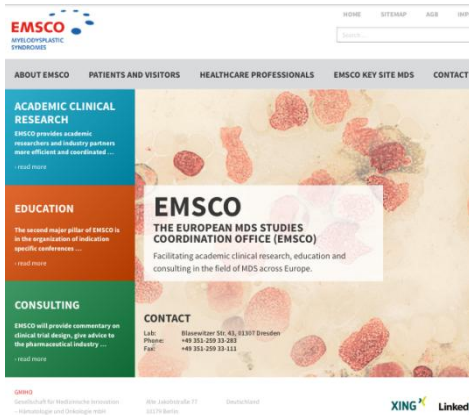 HOME SITEMAP AGB
EMSCO
MYELODYSPLASTIC
SYNDROMES
Search
ABOUT EMSCO PATIENTS AND VISITORS HEALTHCARE PROFESSIONALS EMSCO KEY SITE MDS CONTACT
ACADEMIC CLINICAL
RESEARCH
EMSCO provides academic
researchers and industry partners
more efficient and coordinated ...
› read more
EDUCATION
The second major pillar of EMSCO is
in the organization of indication
specific conferences ...
› read more
CONSULTING
EMSCO will provide commentary on
clinical trial design, give advice to
the pharmaceutical industry ...
› read more
EMSCO
THE EUROPEAN MDS STUDIES
COORDINATION OFFICE (EMSCO)
Facilitating academic clinical research, education and
consulting in the field of MDS across Europe.
CONTACT
Lab: Blasewitzer Str. 43, 01307 Dresden
Phone: +49 351-259 33-283
Fax: +49 351-259 33-111
GMIHO
Gesellschaft für Medizinische Innovation
– Hämatologie und Onkologie mbH
Alte Jakobstraße 77
10179 Berlin
Deutschland
XING Linked